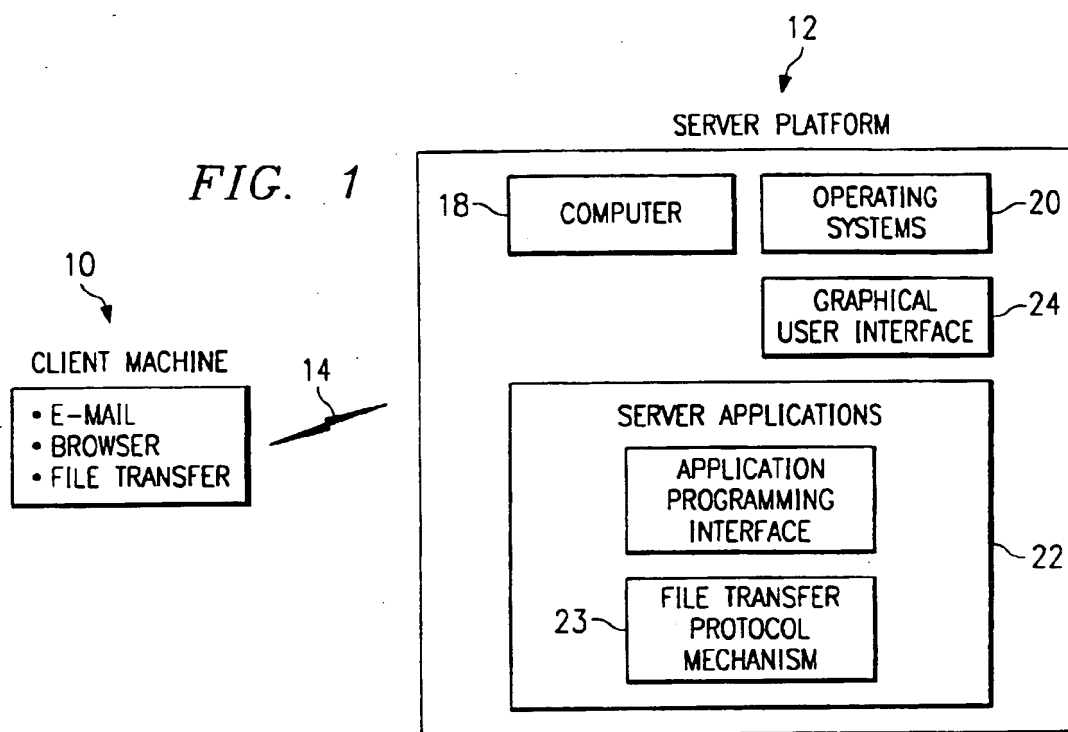 12
SERVER PLATFORM
FIG. 1
18
COMPUTER
OPERATING
SYSTEMS
20
10
GRAPHICAL
USER INTERFACE
24
CLIENT MACHINE
• E-MAIL
• BROWSER
• FILE TRANSFER
14
SERVER APPLICATIONS
APPLICATION
PROGRAMMING
INTERFACE
22
23
FILE TRANSFER
PROTOCOL
MECHANISM